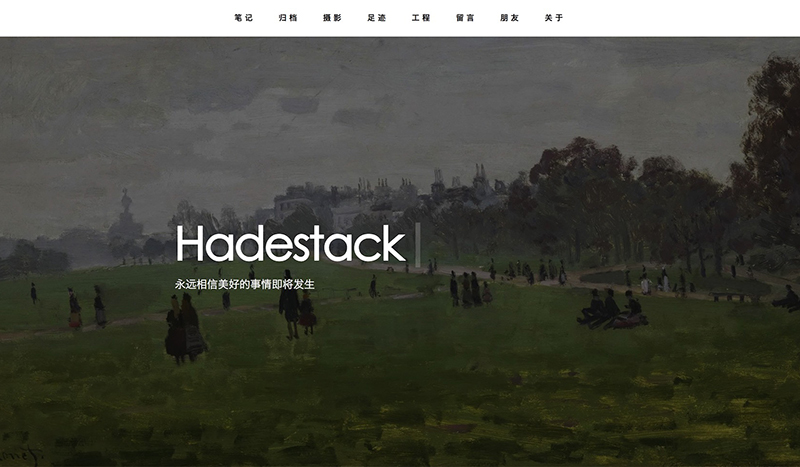 笔记 归档 摄影 足迹 工程 留言 朋友 关于
Hadestack
永远相信美好的事情即将发生